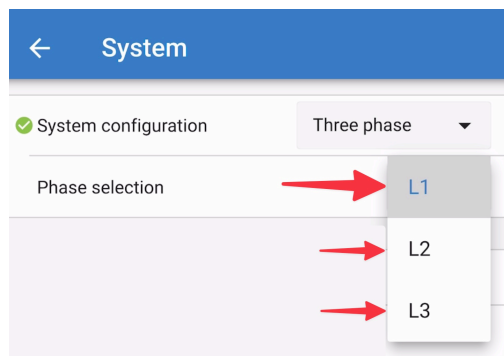 System
System configuration
Three phase
Phase selection
L1
L2
L3